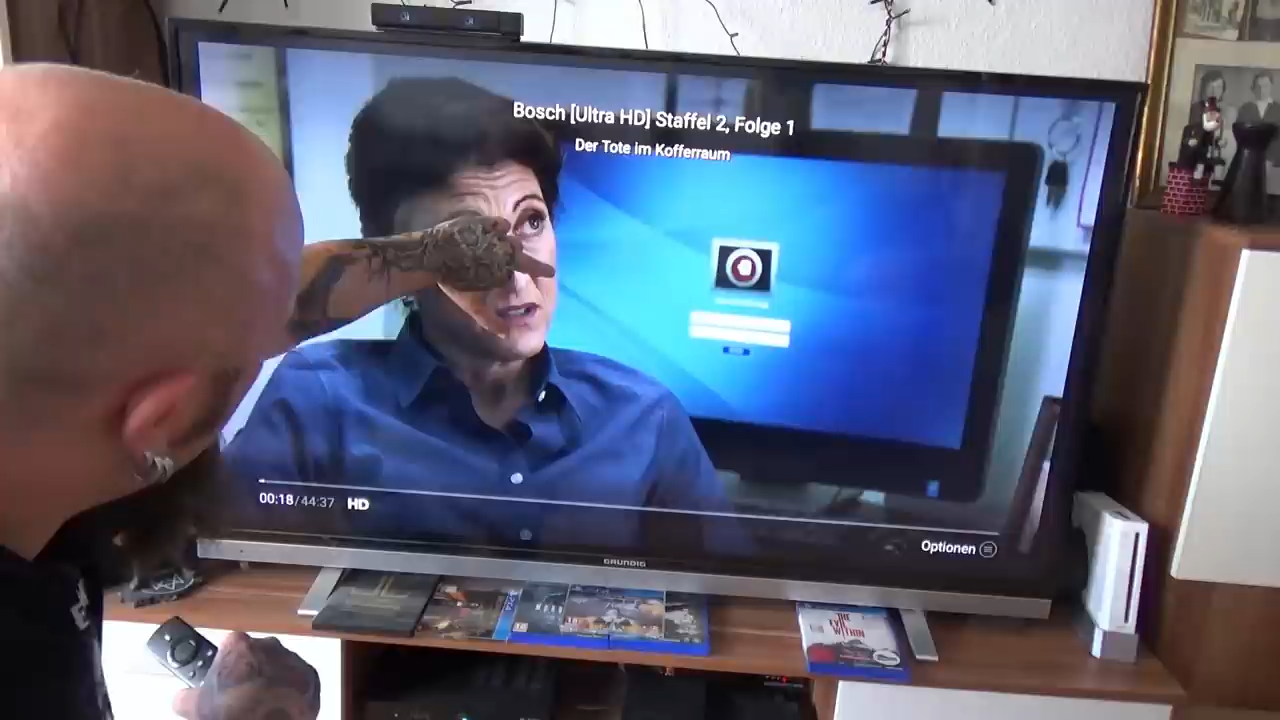 Bosch [Ultra HD] Staffel 2, Folge 1
Der Tote im Kofferraum
00:18/44:37 HD
Optionen
GRUNDIG
PS4
THE EVIL WITHIN